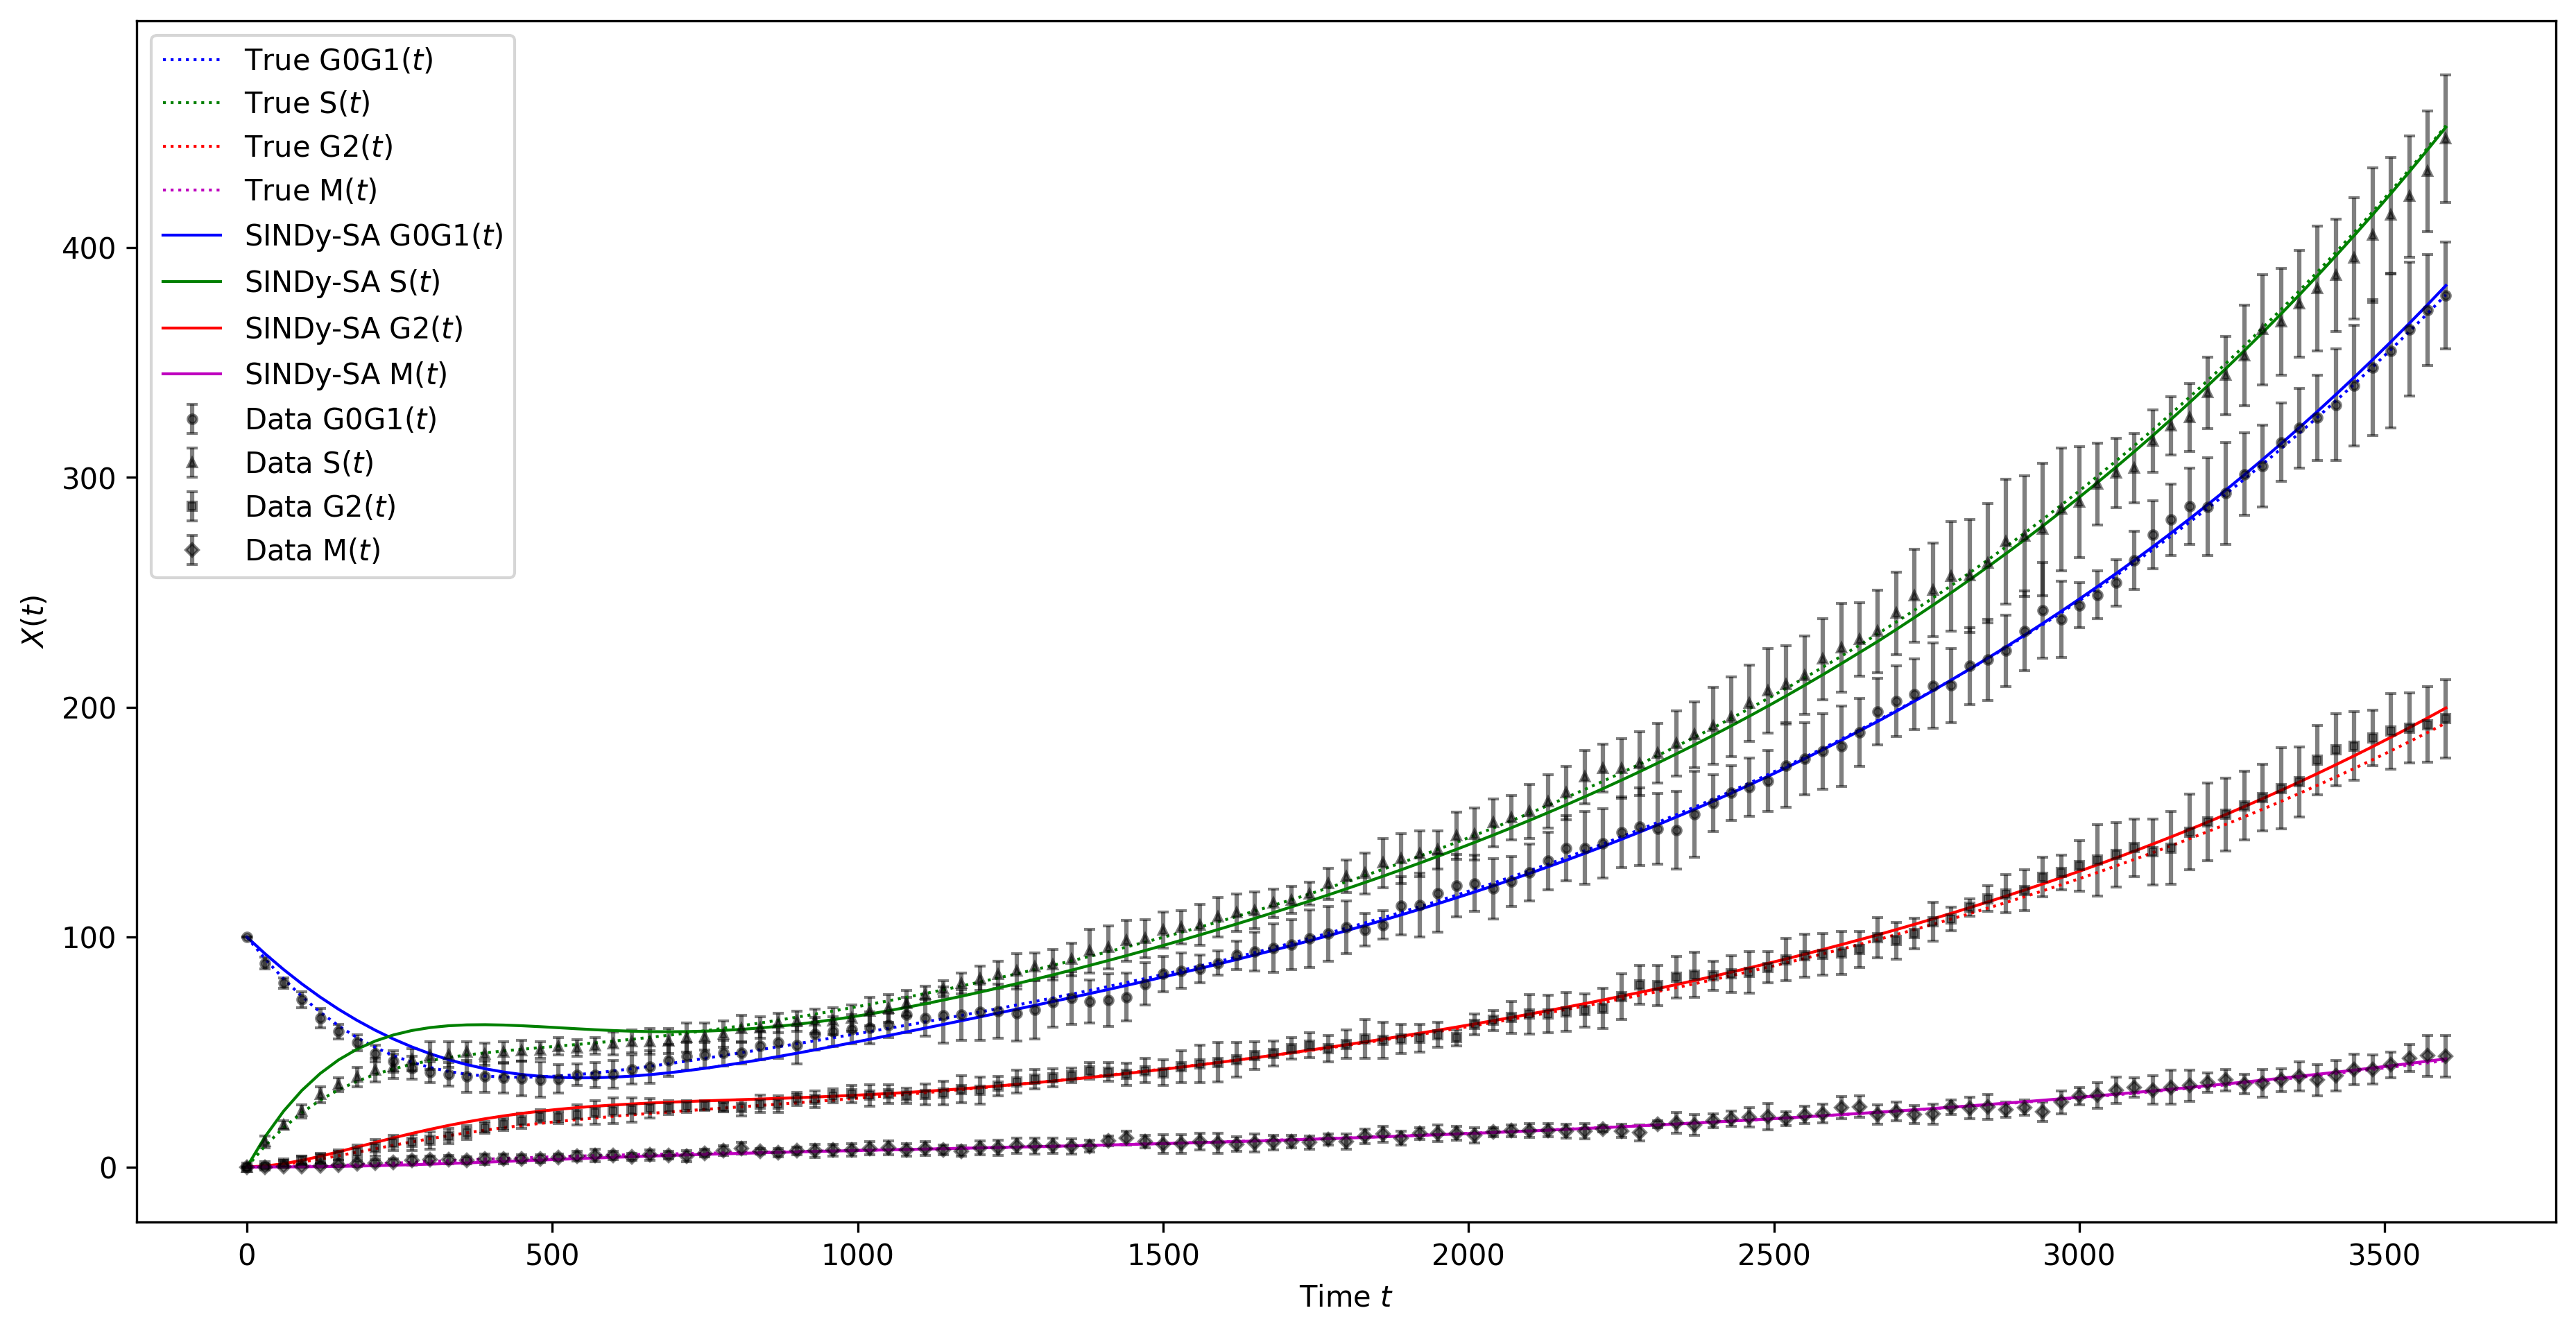 True G0G1(t)
True S(t)
True G2(t)
True M(t)
SINDy-SA G0G1(t)
SINDy-SA S(t)
SINDy-SA G2(t)
SINDy-SA M(t)
Data G0G1(t)
Data S(t)
Data G2(t)
Data M(t)
400
300
200
100
0
X(t)
0 500 1000 1500 2000 2500 3000 3500
Time t